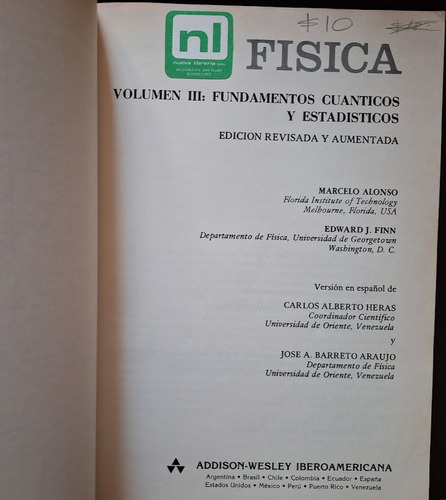 $10
nl
nueva librería s.r.l.
FISICA
VOLUMEN III: FUNDAMENTOS CUANTICOS
Y ESTADISTICOS
EDICION REVISADA Y AUMENTADA
MARCELO ALONSO
Florida Institute of Technology
Melbourne, Florida, USA
EDWARD J. FINN
Departamento de Física, Universidad de Georgetown
Washington, D. C.
Versión en español de
CARLOS ALBERTO HERAS
Coordinador Científico
Universidad de Oriente, Venezuela
y
JOSE A. BARRETO ARAUJO
Departamento de Física
Universidad de Oriente, Venezuela
ADDISON-WESLEY IBEROAMERICANA
Argentina • Brasil • Chile • Colombia • Ecuador • España
Estados Unidos • México • Perú • Puerto Rico • Venezuela